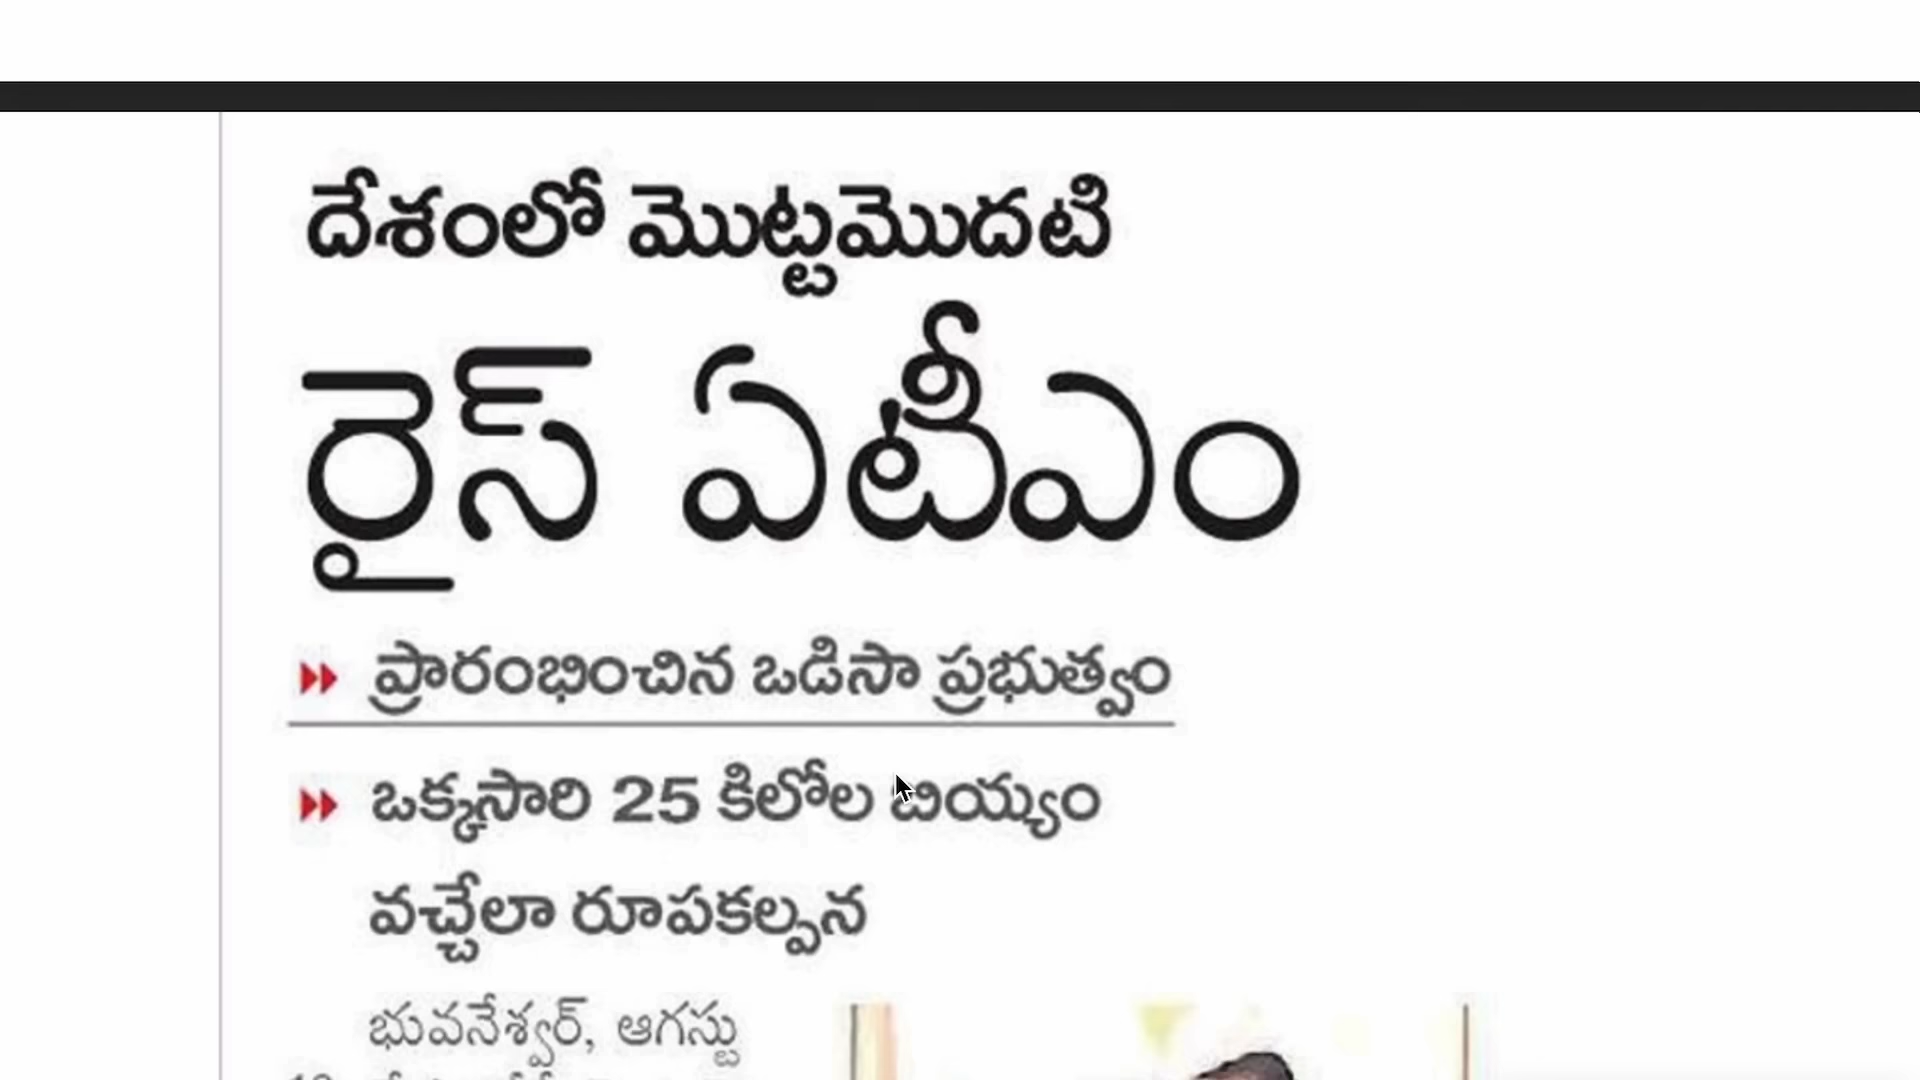 దేశంలో మొట్టమొదటి
రైస్ ఏటీఎం
ప్రారంభించిన ఒడిసా ప్రభుత్వం
ఒక్కసారి 25 కిలోల బియ్యం
వచ్చేలా రూపకల్పన
భువనేశ్వర్, ఆగస్టు